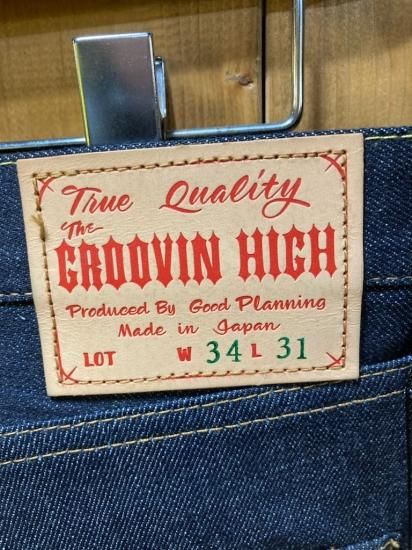 True Quality
The
GROOVIN HIGH
Produced By Good Planning
Made in Japan
LOT W 34 L 31